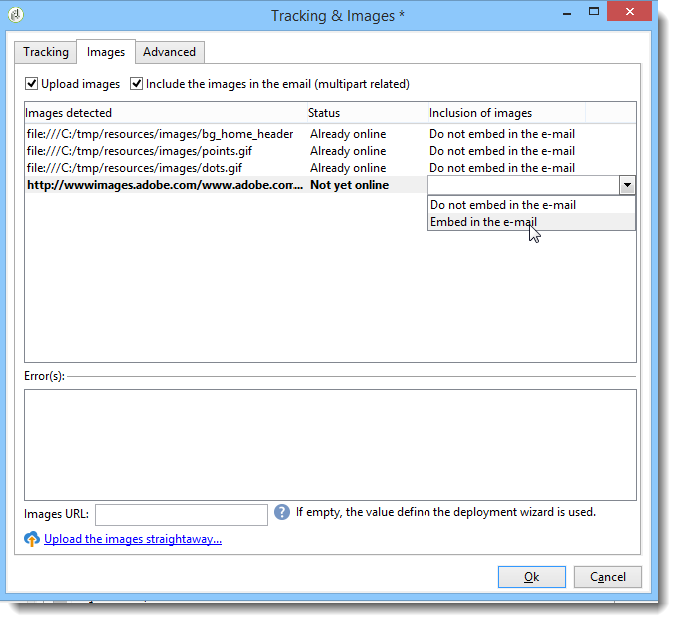 Tracking & Images *
Tracking Images Advanced
Upload images Include the images in the email (multipart related)
Images detected Status Inclusion of images
file:///C:/tmp/resources/images/bg_home_header Already online Do not embed in the e-mail
file:///C:/tmp/resources/images/points.gif Already online Do not embed in the e-mail
file:///C:/tmp/resources/images/dots.gif Already online Do not embed in the e-mail
http://wwwimages.adobe.com/www.adobe.com... Not yet online
Do not embed in the e-mail
Embed in the e-mail
Error(s):
Images URL: If empty, the value defin the deployment wizard is used.
Upload the images straightaway...
Ok Cancel